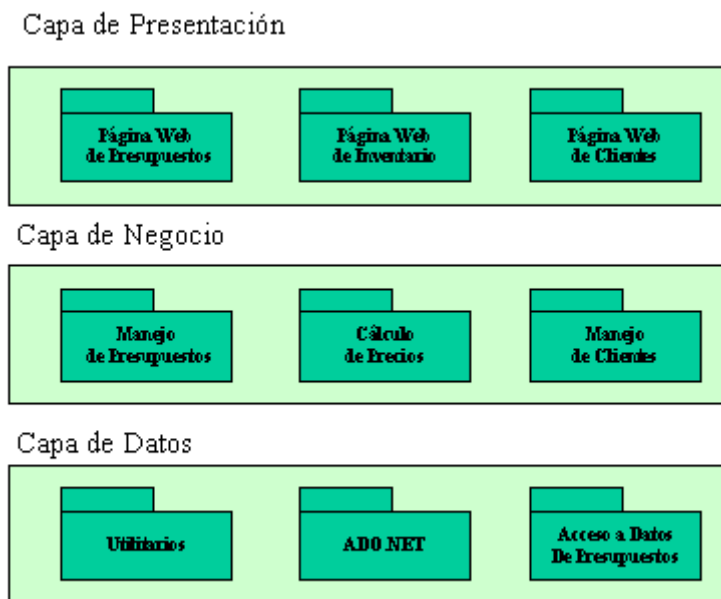 Capa de Presentación
Página Web
de Presupuestos
Página Web
de Inventario
Página Web
de Clientes
Capa de Negocio
Manejo
de Presupuestos
Cálculo
de Precios
Manejo
de Clientes
Capa de Datos
Utilitarios
ADO.NET
Acceso a Datos
De Presupuestos